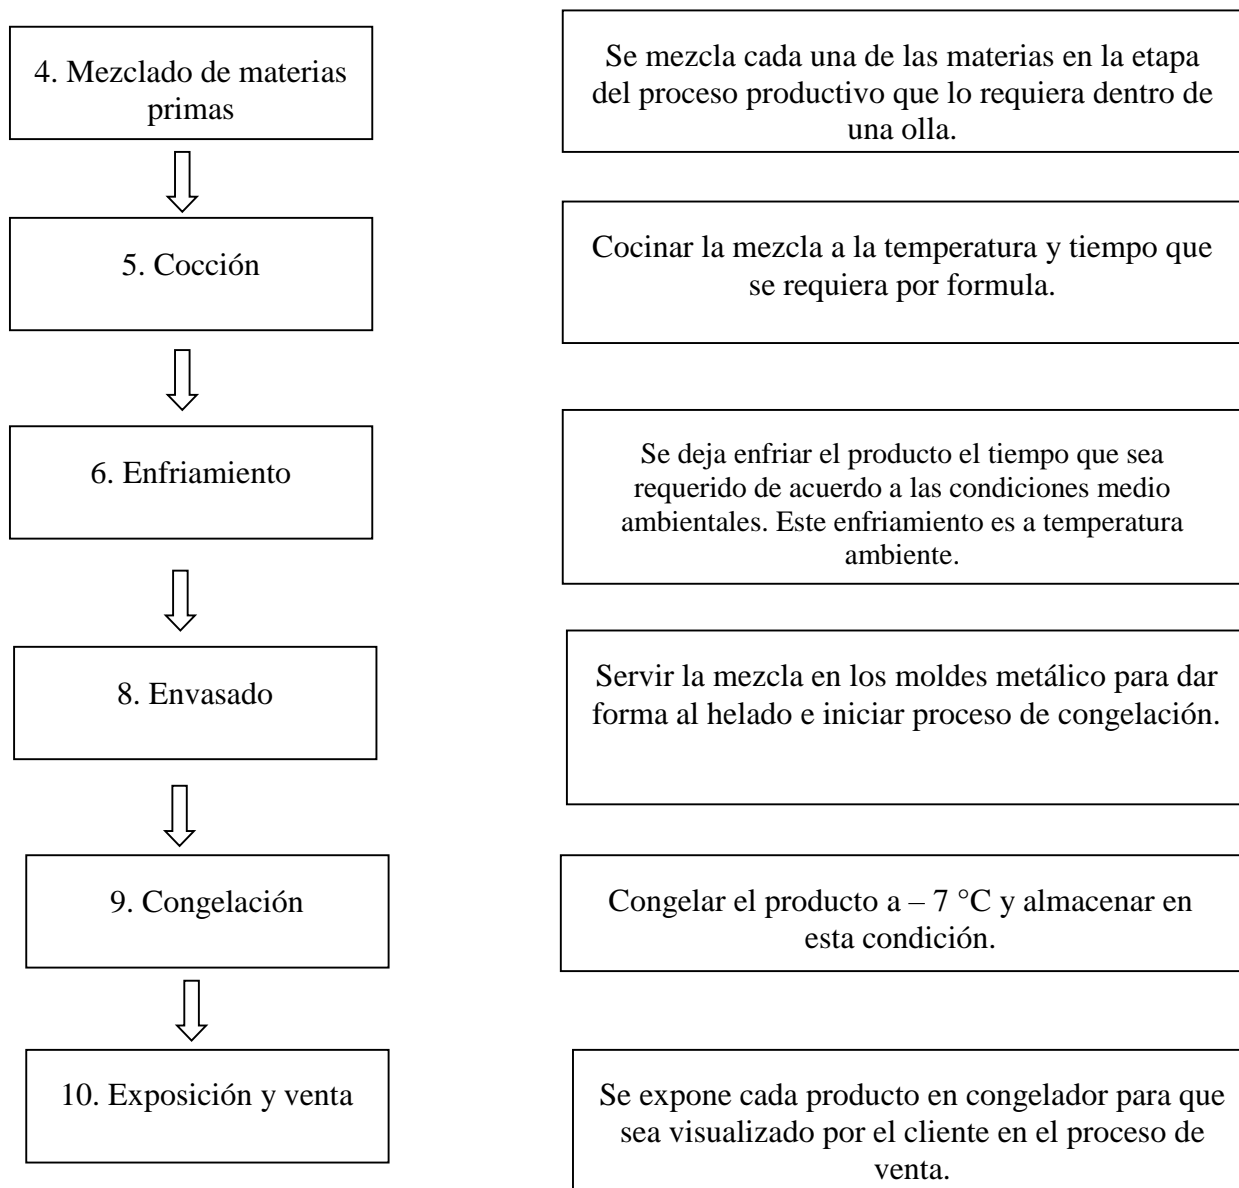 4. Mezclado de materias
primas
Se mezcla cada una de las materias en la etapa
del proceso productivo que lo requiera dentro de
una olla.
5. Cocción
Cocinar la mezcla a la temperatura y tiempo que
se requiera por formula.
6. Enfriamiento
Se deja enfriar el producto el tiempo que sea
requerido de acuerdo a las condiciones medio
ambientales. Este enfriamiento es a temperatura
ambiente.
8. Envasado
Servir la mezcla en los moldes metálico para dar
forma al helado e iniciar proceso de congelación.
9. Congelación
Congelar el producto a – 7 °C y almacenar en
esta condición.
10. Exposición y venta
Se expone cada producto en congelador para que
sea visualizado por el cliente en el proceso de
venta.